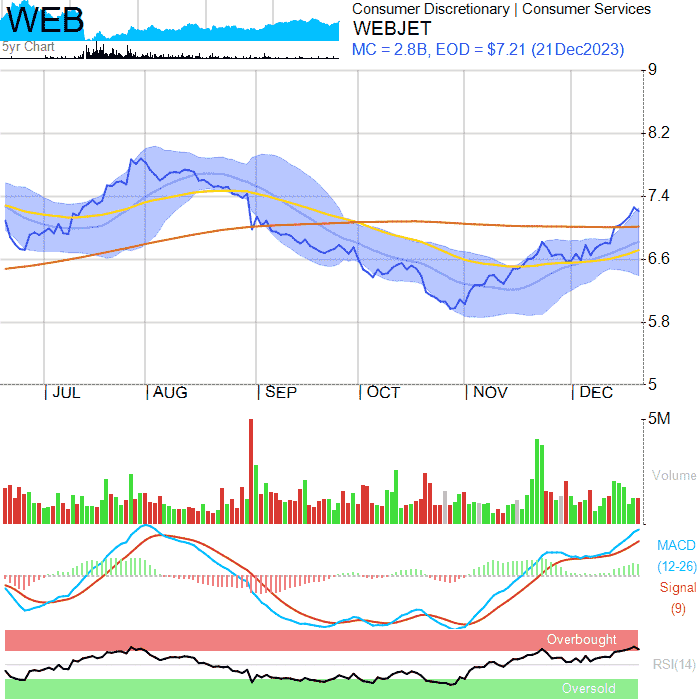 WEB
5yr Chart
Consumer Discretionary | Consumer Services
WEBJET
MC = 2.8B, EOD = $7.21 (21Dec2023)
9
8.2
7.4
6.6
5.8
5
JUL AUG SEP OCT NOV DEC
5M
Volume
MACD
(12-26)
Signal
(9)
Overbought
RSI(14)
Oversold